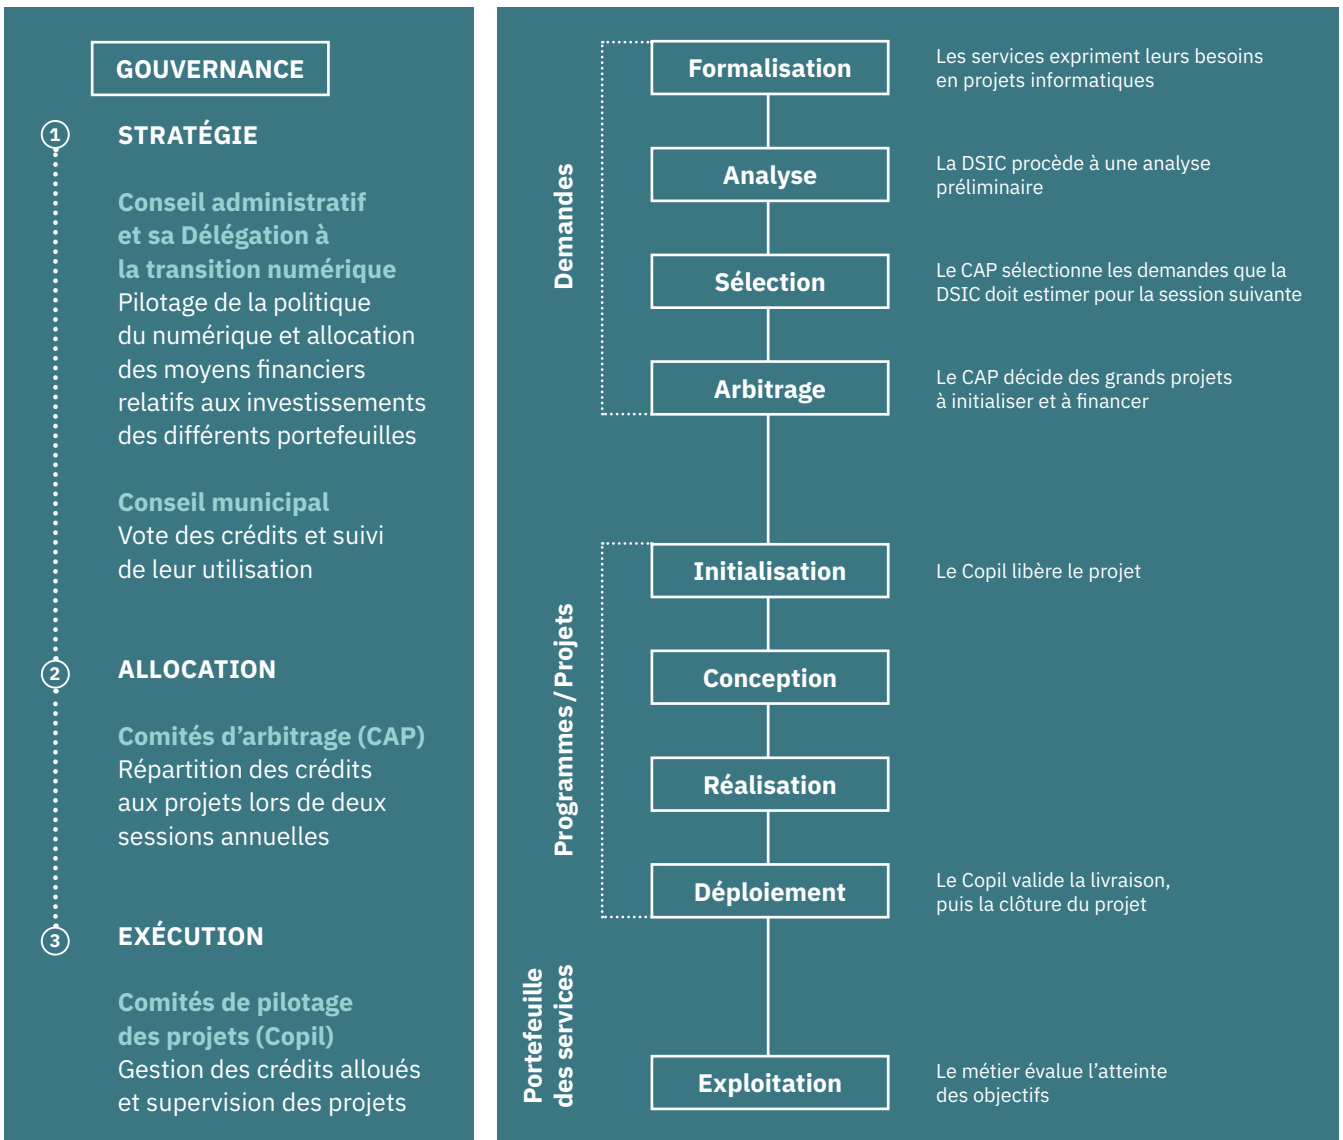 GOUVERNANCE
1
STRATÉGIE
Conseil administratif
et sa Délégation à
la transition numérique
Pilotage de la politique
du numérique et allocation
des moyens financiers
relatifs aux investissements
des différents portefeuilles
Conseil municipal
Vote des crédits et suivi
de leur utilisation
2
ALLOCATION
Comités d’arbitrage (CAP)
Répartition des crédits
aux projets lors de deux
sessions annuelles
3
EXÉCUTION
Comités de pilotage
des projets (Copil)
Gestion des crédits alloués
et supervision des projets
Demandes
Formalisation
Les services expriment leurs besoins
en projets informatiques
Analyse
La DSIC procède à une analyse
préliminaire
Sélection
Le CAP sélectionne les demandes que la
DSIC doit estimer pour la session suivante
Arbitrage
Le CAP décide des grands projets
à initialiser et à financer
Programmes / Projets
Initialisation
Le Copil libère le projet
Conception
Réalisation
Déploiement
Le Copil valide la livraison,
puis la clôture du projet
Portefeuille
des services
Exploitation
Le métier évalue l’atteinte
des objectifs